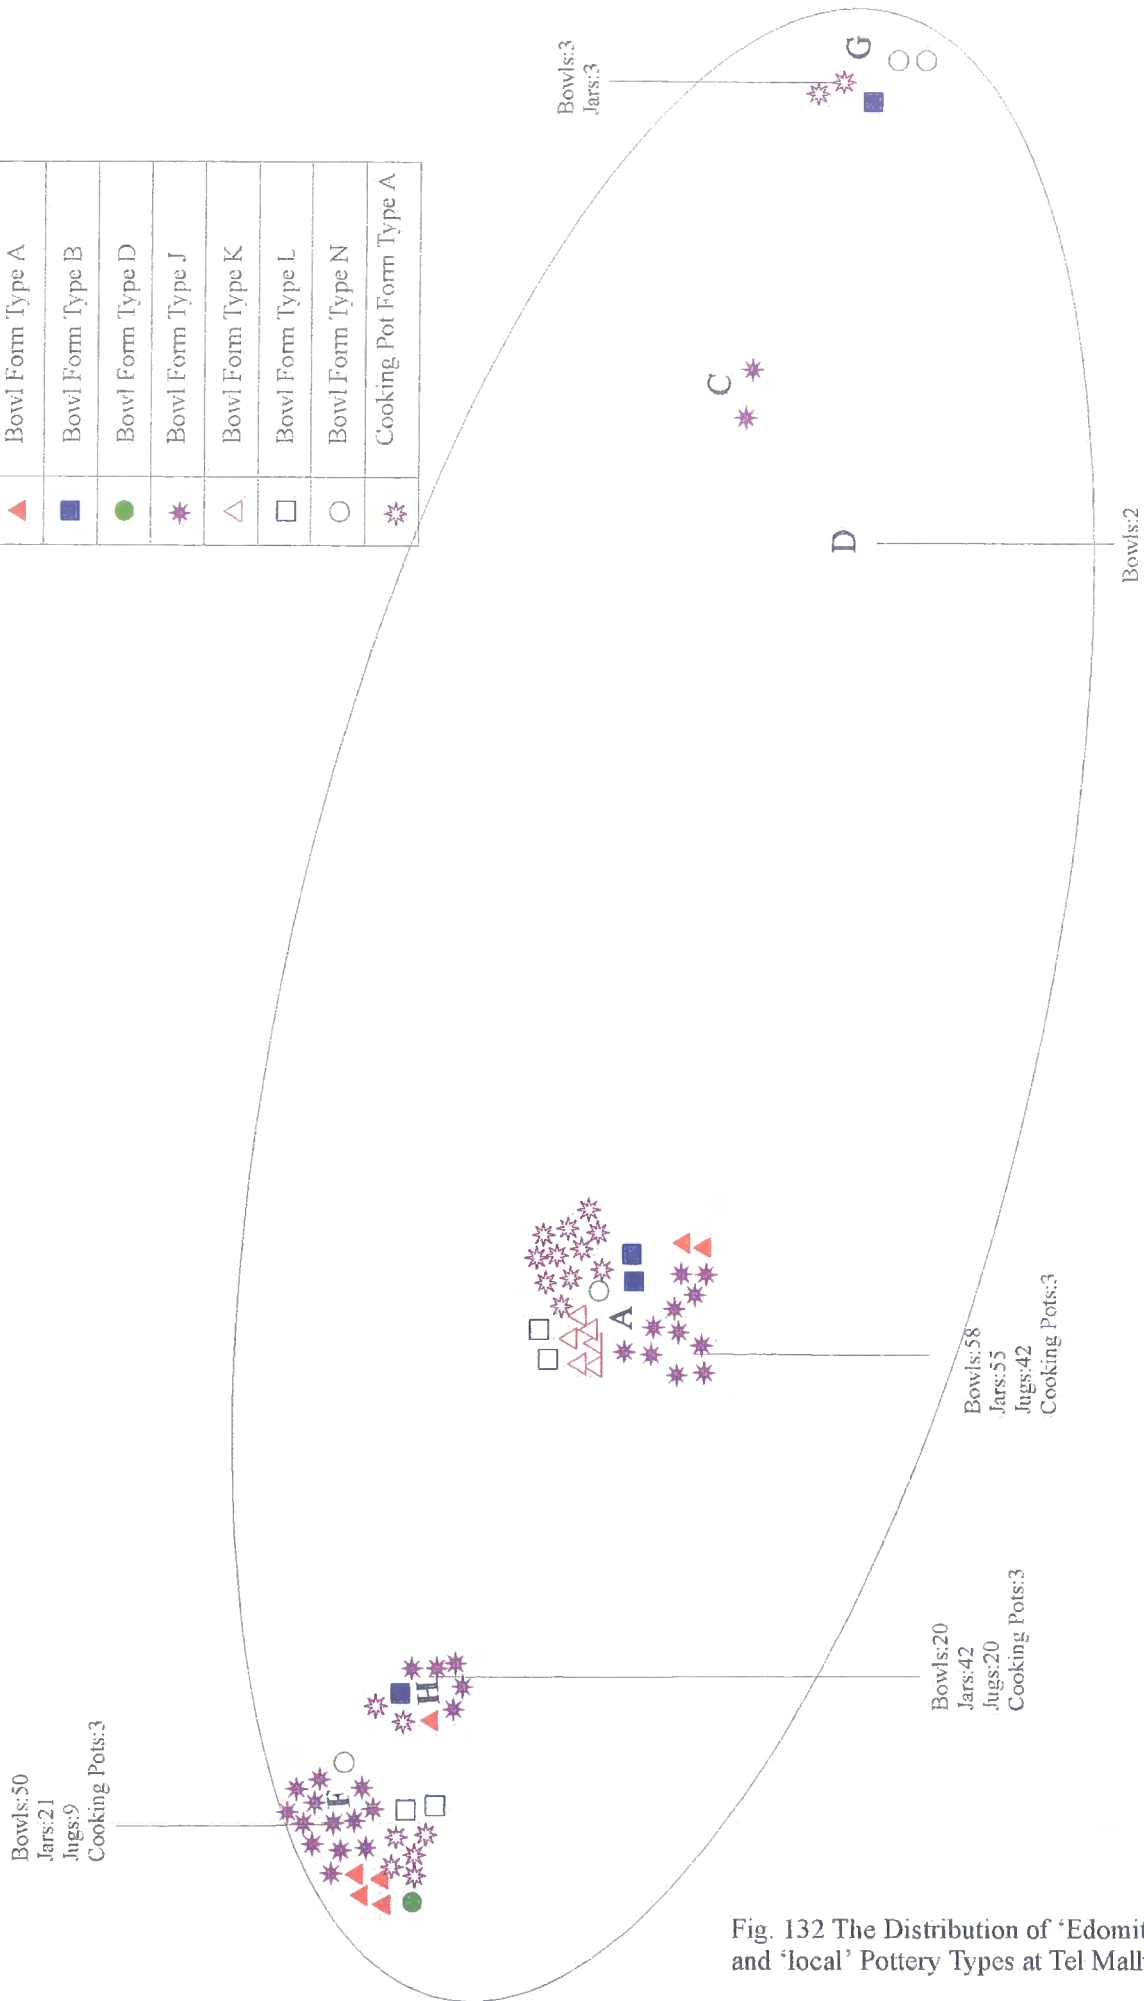 Bowl Form Type A
Bowl Form Type B
Bowl Form Type D
Bowl Form Type J
Bowl Form Type K
Bowl Form Type L
Bowl Form Type N
Cooking Pot Form Type A
Bowls:50
Jars:21
Jugs:9
Cooking Pots:3
F
H
Bowls:20
Jars:42
Jugs:20
Cooking Pots:3
A
Bowls:58
Jars:55
Jugs:42
Cooking Pots:3
D
Bowls:2
C
G
Bowls:3
Jars:3
Fig. 132 The Distribution of ‘Edomit
and ‘local’ Pottery Types at Tel